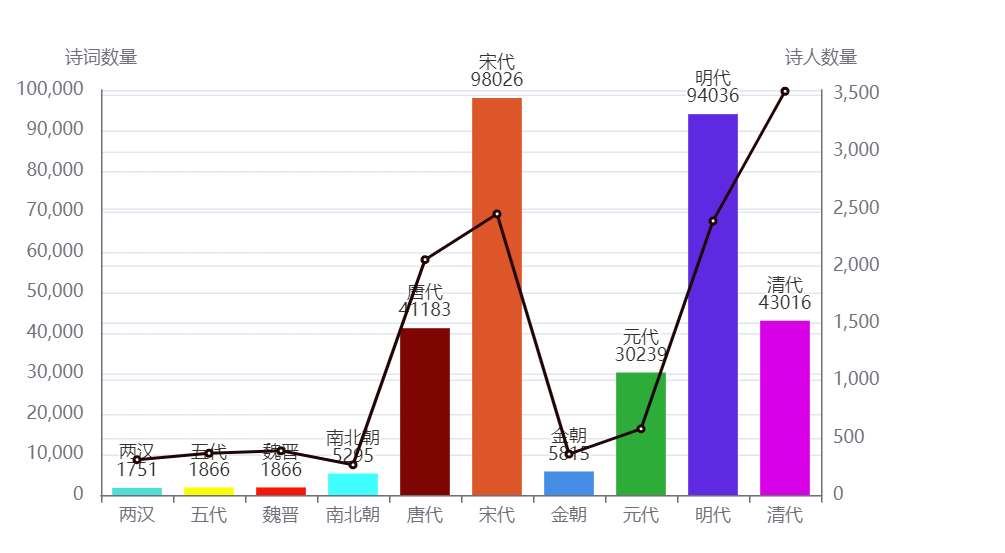 诗词数量
诗人数量
100,000
90,000
80,000
70,000
60,000
50,000
40,000
30,000
20,000
10,000
0
3,500
3,000
2,500
2,000
1,500
1,000
500
0
两汉
1751
五代
1866
魏晋
1866
南北朝
5295
唐代
41183
宋代
98026
金朝
5815
元代
30239
明代
94036
清代
43016
两汉
五代
魏晋
南北朝
唐代
宋代
金朝
元代
明代
清代